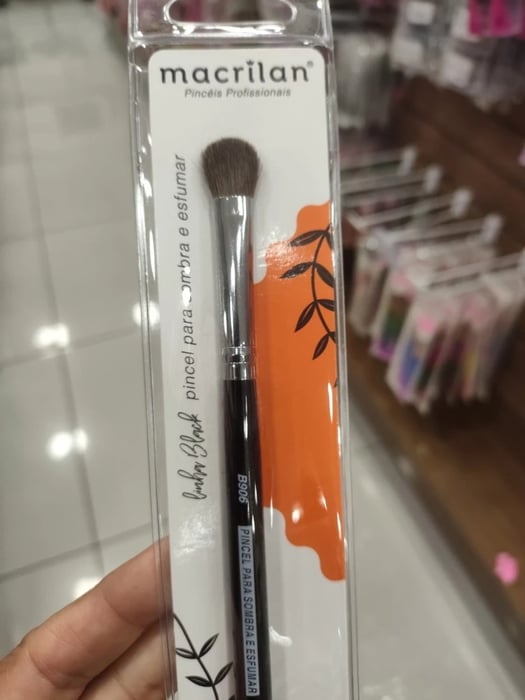 macrilan®
Pincéis Profissionais
linha Black pincel para sombra e esfumar
B906
PINCEL PARA SOMBRA E ESFUMAR